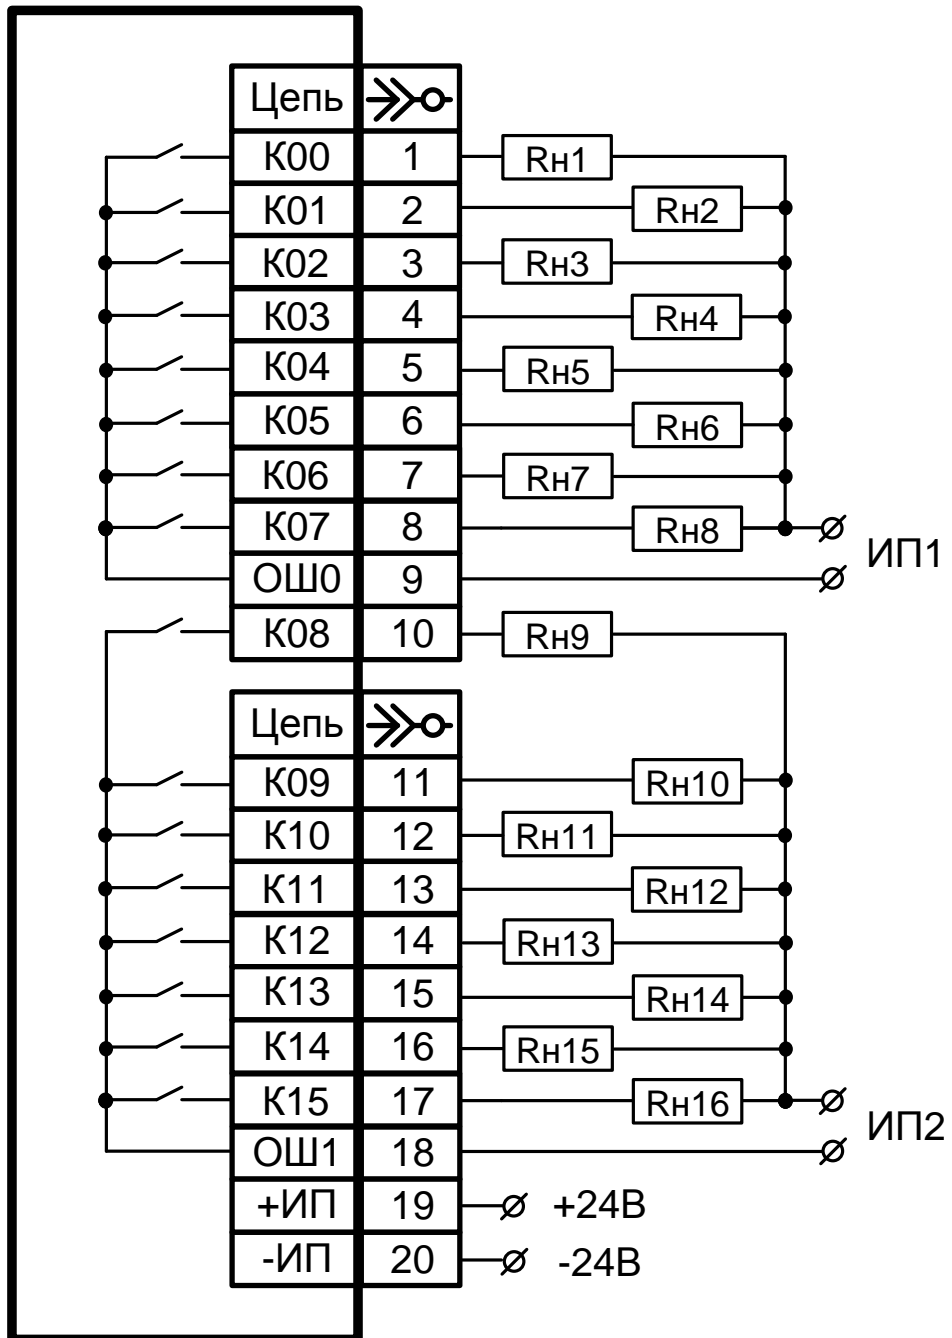 Цепь
К00 1 Rн1
К01 2 Rн2
К02 3 Rн3
К03 4 Rн4
К04 5 Rн5
К05 6 Rн6
К06 7 Rн7
К07 8 Rн8
ИП1
ОШ0 9
К08 10 Rн9
Цепь
К09 11 Rн10
К10 12 Rн11
К11 13 Rн12
К12 14 Rн13
К13 15 Rн14
К14 16 Rн15
К15 17 Rн16
ИП2
ОШ1 18
+ИП 19 +24В
-ИП 20 -24В